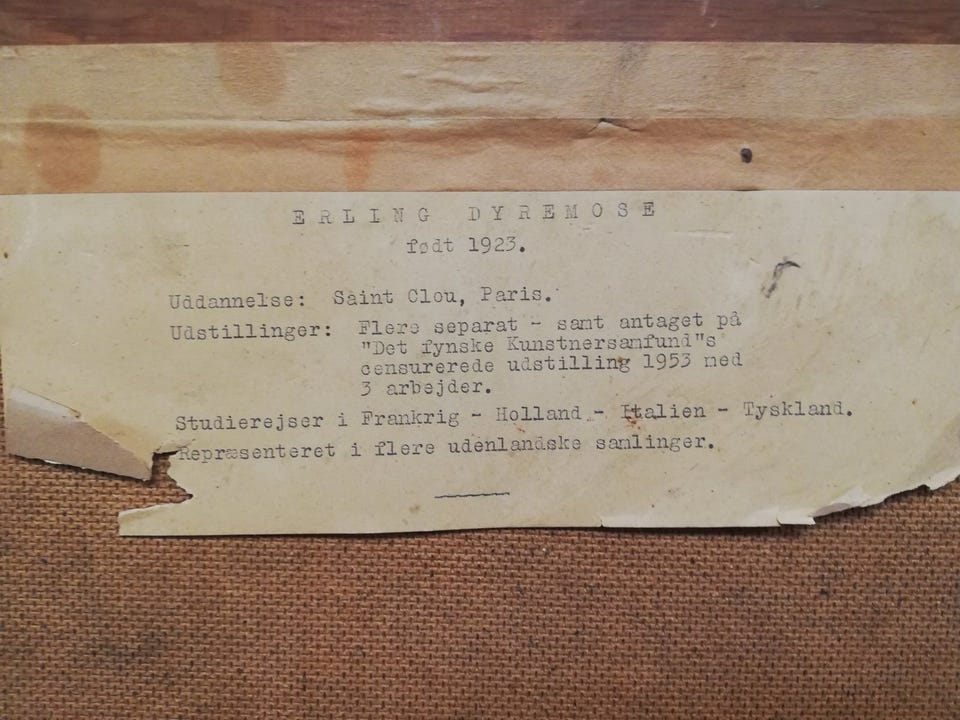 ERLING DYREMOSE
født 1923.
Uddannelse: Saint Clou, Paris.
Udstillinger: Flere separat - samt antaget på
"Det fynske Kunstnersamfund"s
censurerede udstilling 1953 med
3 arbejder.
Studierejser i Frankrig - Holland - Italien - Tyskland.
Repræsenteret i flere udenlandske samlinger.